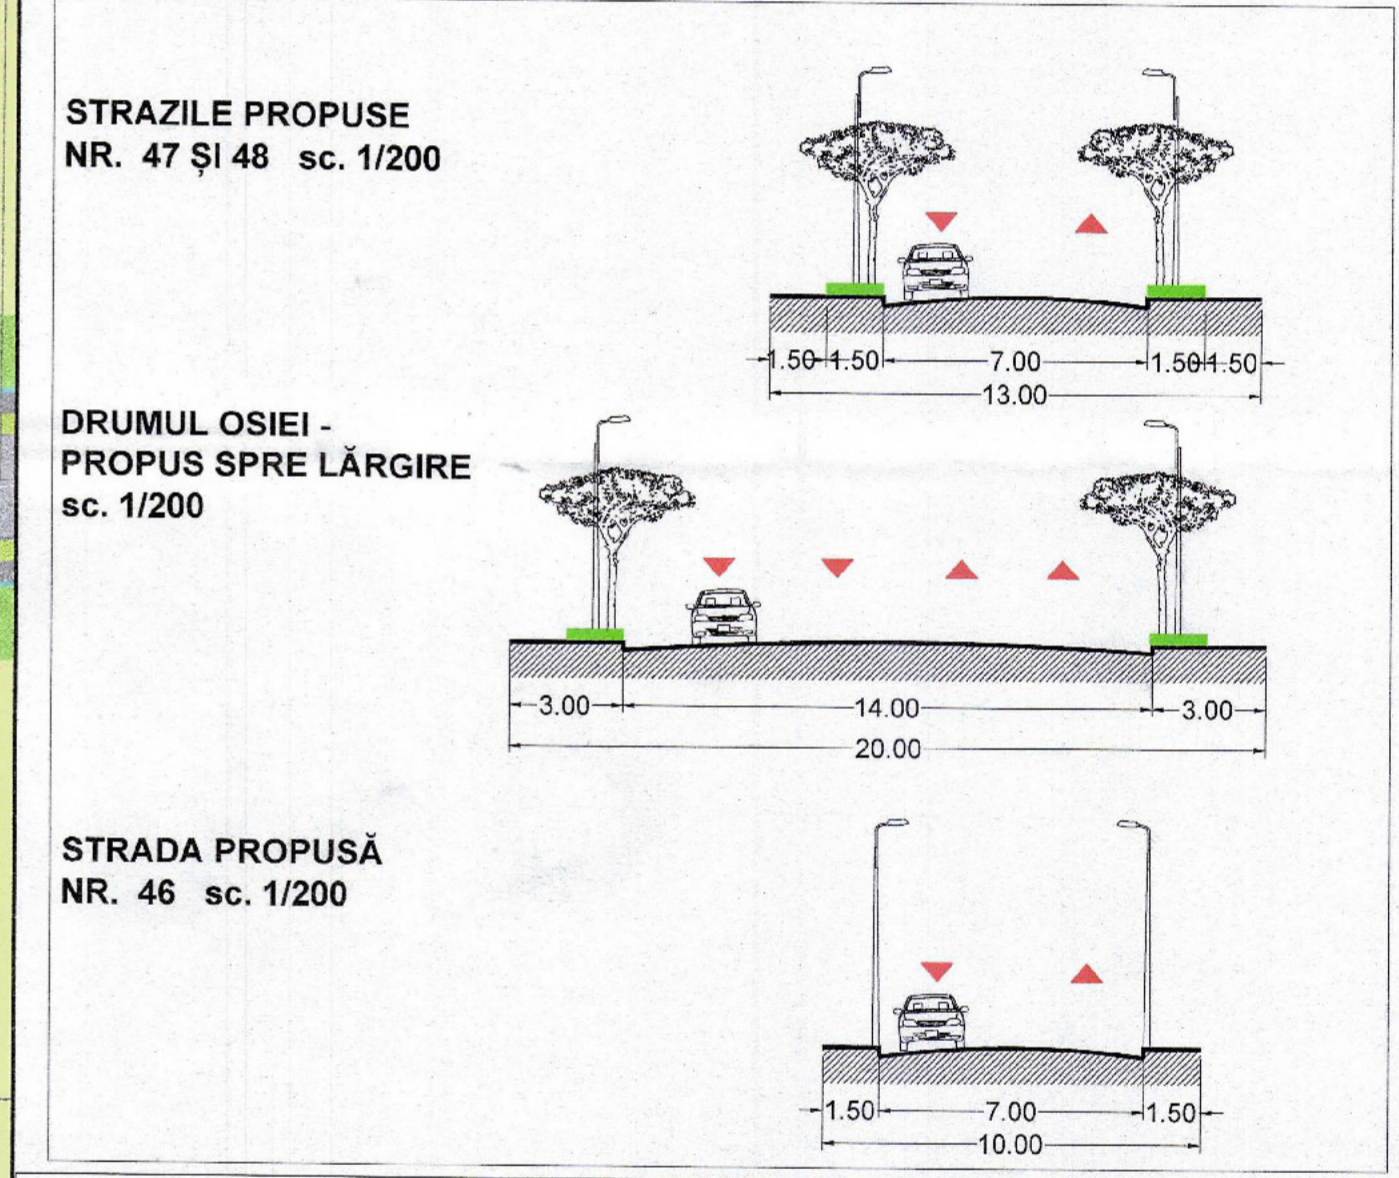 STRAZILE PROPUSE
NR. 47 ȘI 48 sc. 1/200
1.50 1.50 7.00 1.50 1.50
13.00
DRUMUL OSIEI -
PROPUS SPRE LĂRGIRE
sc. 1/200
3.00 14.00 3.00
20.00
STRADA PROPUSĂ
NR. 46 sc. 1/200
1.50 7.00 1.50
10.00